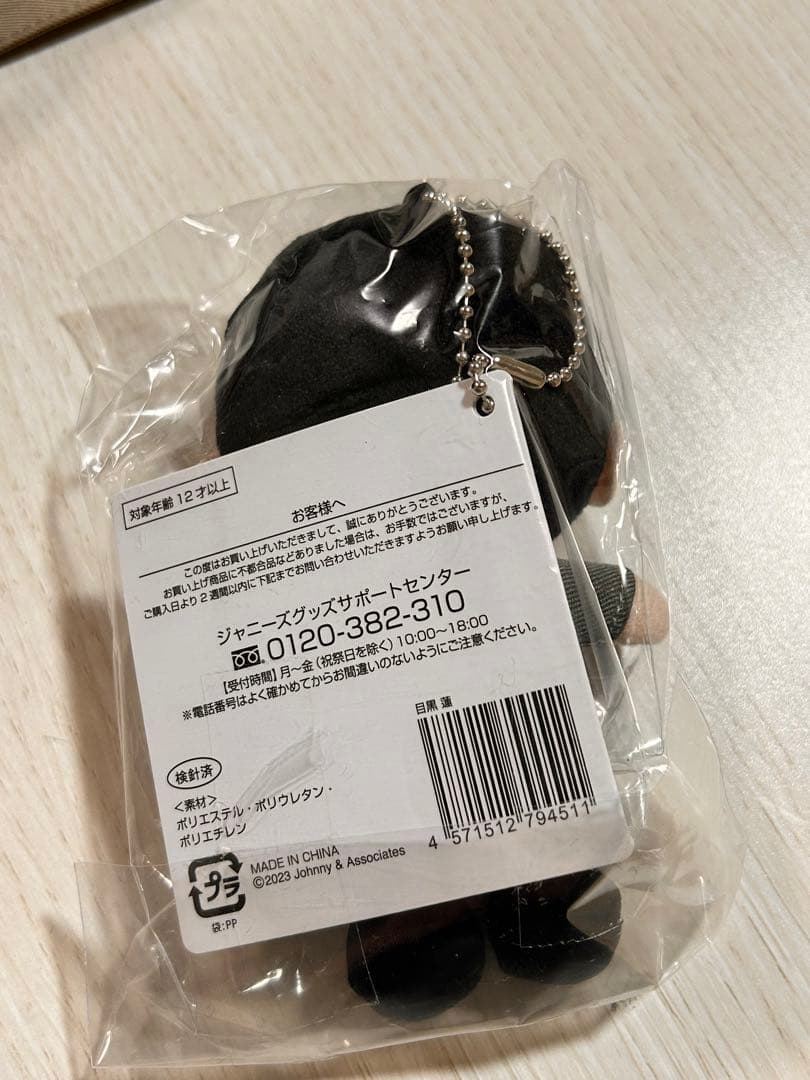 対象年齢12才以上
お客様へ
この度はお買い上げいただきまして、誠にありがとうございます。
お買い上げ商品に不都合品などありました場合は、お手数ではございますが、
ご購入日より2週間以内に下記までお問い合わせいただきますようお願い申し上げます。
ジャニーズグッズサポートセンター
0120-382-310
【受付時間】月〜金(祝祭日を除く)10:00〜18:00
※電話番号はよく確かめてからお間違いのないようにご注意ください。
目黒 蓮
4 571512 794511
検針済
<素材>
ポリエステル・ポリウレタン・
ポリエチレン
プラ
袋:PP
MADE IN CHINA
©2023 Johnny & Associates